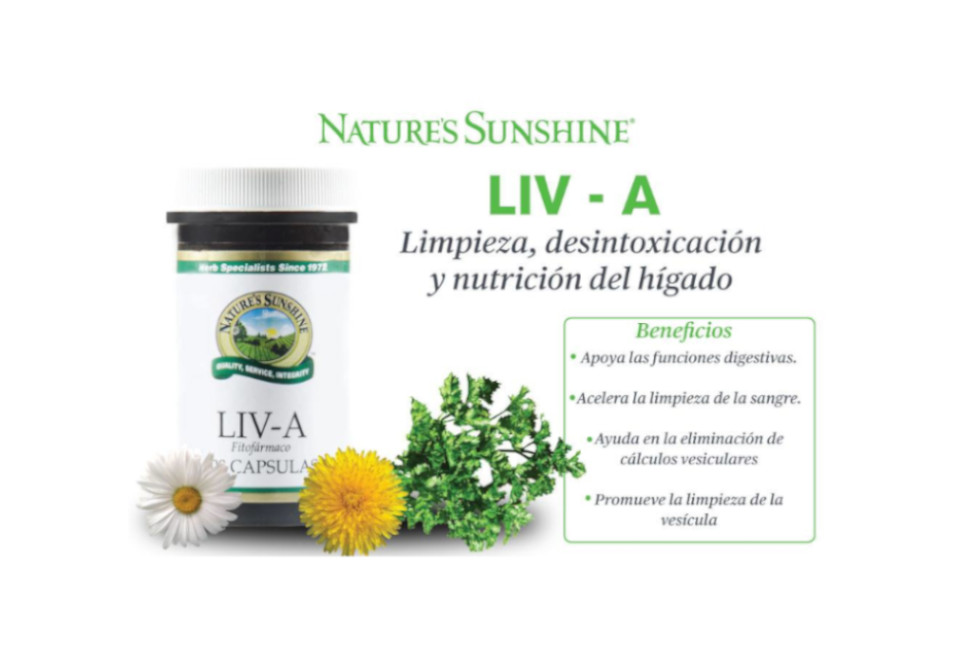 NATURE'S SUNSHINE®
LIV - A
Limpieza, desintoxicación
y nutrición del hígado
Herb Specialists Since 1972
NATURE'S SUNSHINE
QUALITY, SERVICE, INTEGRITY
LIV-A
Fitofármaco
CAPSULAS
Beneficios
• Apoya las funciones digestivas.
•Acelera la limpieza de la sangre.
•Ayuda en la eliminación de
cálculos vesiculares
• Promueve la limpieza de la
vesícula